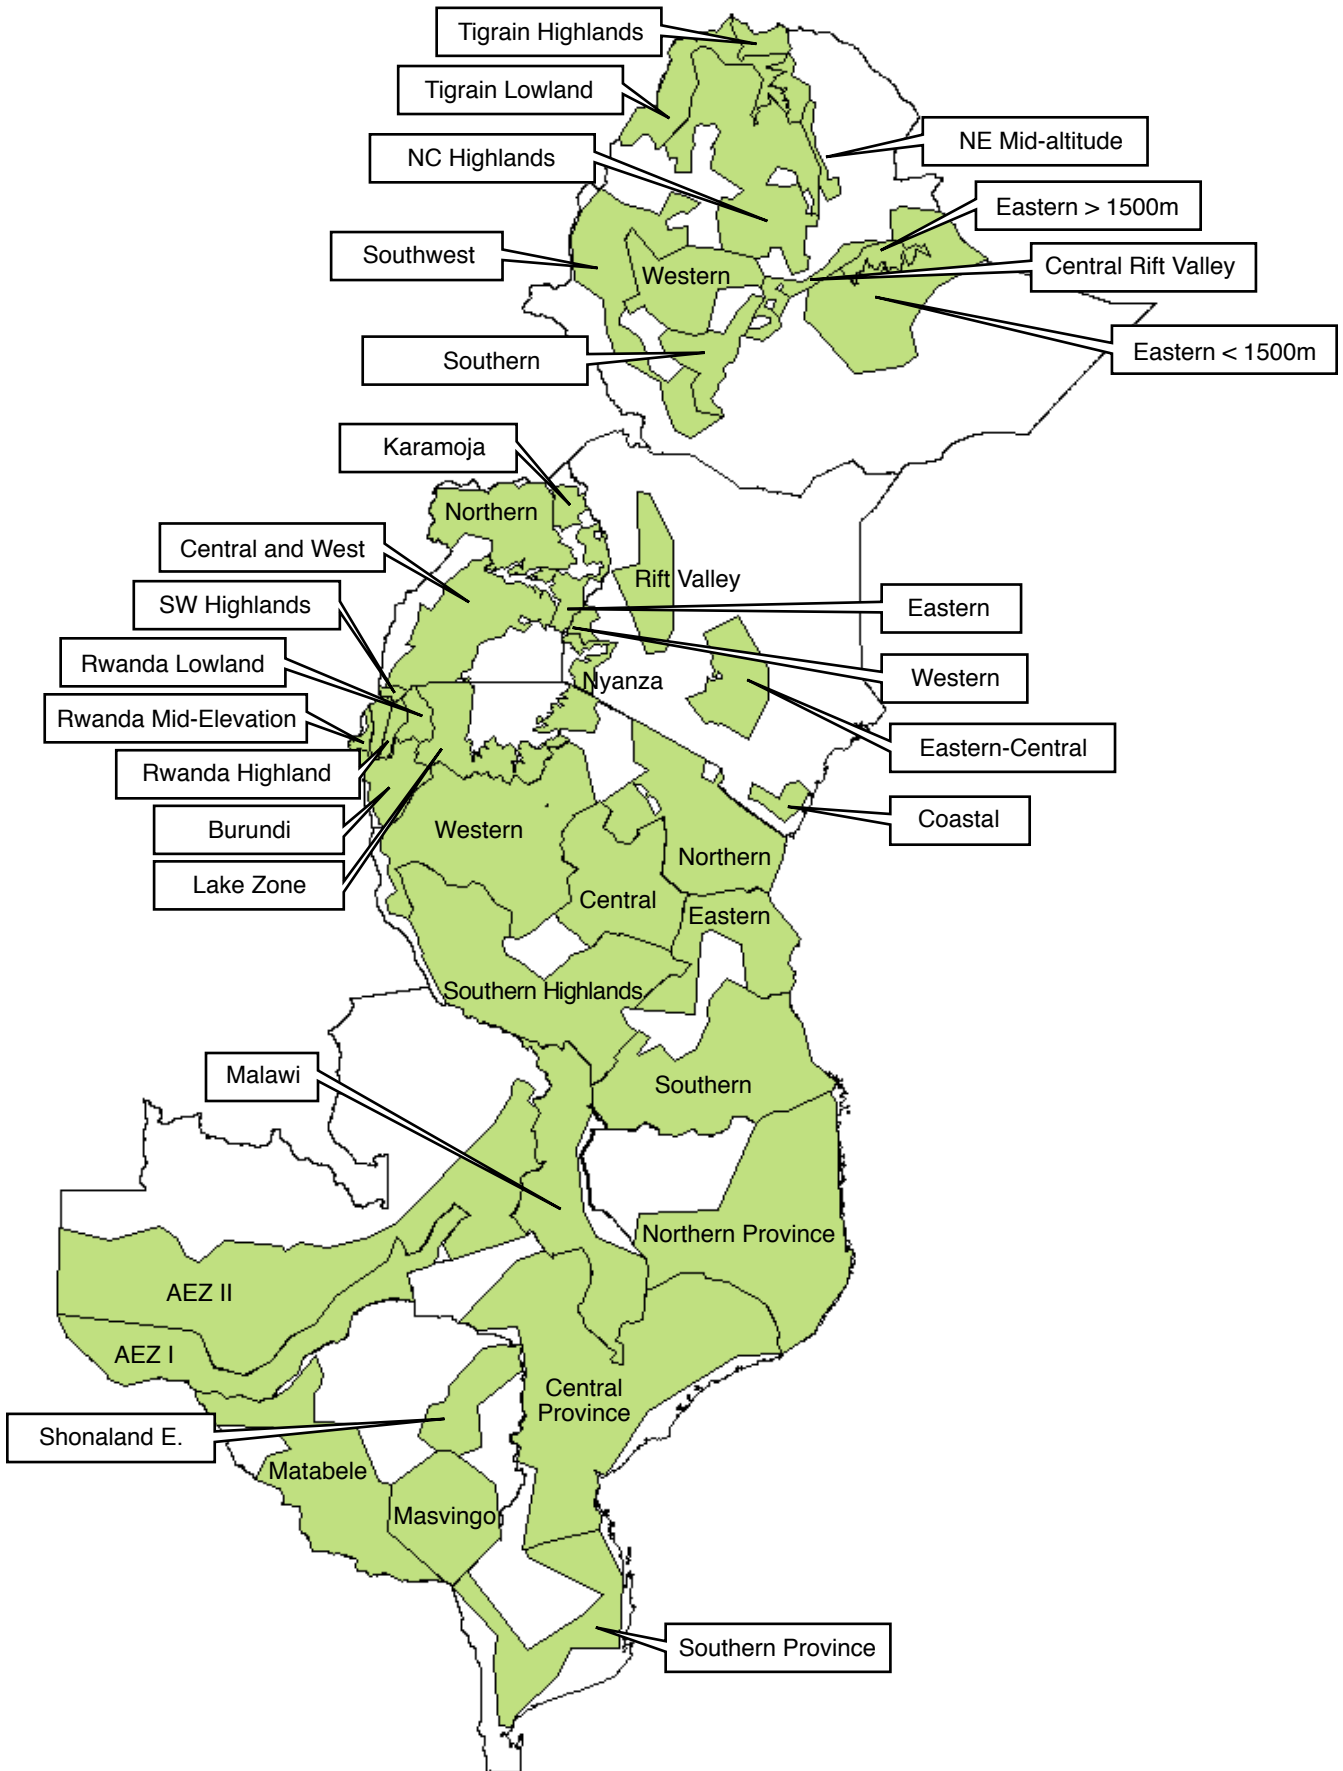 Tigrain Highlands
Tigrain Lowland
NE Mid-altitude
NC Highlands
Eastern > 1500m
Southwest
Central Rift Valley
Western
Eastern < 1500m
Southern
Karamoja
Northern
Central and West
Rift Valley
SW Highlands
Eastern
Rwanda Lowland
Western
Nyanza
Rwanda Mid-Elevation
Eastern-Central
Rwanda Highland
Coastal
Burundi
Western
Northern
Lake Zone
Central
Eastern
Southern Highlands
Malawi
Southern
Northern Province
AEZ II
AEZ I
Central
Province
Shonaland E.
Matabele
Masvingo
Southern Province